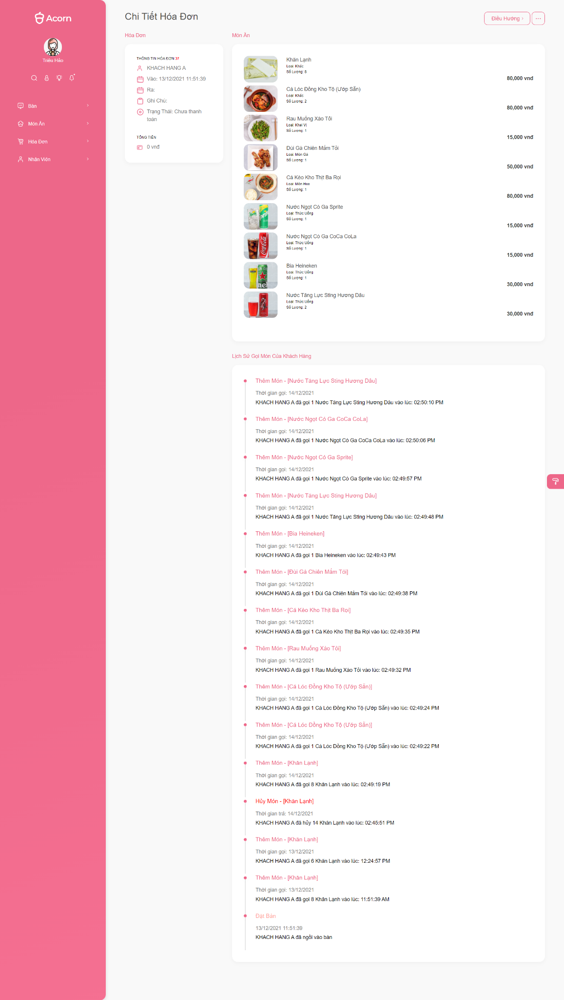 Acorn
Triệu Hảo
Bàn
Món Ăn
Hóa Đơn
Nhân Viên
Chi Tiết Hóa Đơn
Điều Hướng
Hóa Đơn
THÔNG TIN HÓA ĐƠN 37
KHACH HANG A
Vào: 13/12/2021 11:51:39
Ra:
Ghi Chú:
Trạng Thái: Chưa thanh
toán
TỔNG TIỀN
0 vnđ
Món Ăn
Khăn Lạnh
Loại: Khác
Số Lượng: 8
80,000 vnđ
Cá Lóc Đồng Kho Tộ (Ướp Sẵn)
Loại: Khác
Số Lượng: 2
80,000 vnđ
Rau Muống Xào Tỏi
Loại: Khai Vị
Số Lượng: 1
15,000 vnđ
Đùi Gà Chiên Mắm Tỏi
Loại: Món Gà
Số Lượng: 1
50,000 vnđ
Cá Kèo Kho Thịt Ba Rọi
Loại: Món Heo
Số Lượng: 1
80,000 vnđ
Nước Ngọt Có Ga Sprite
Loại: Thức Uống
Số Lượng: 1
15,000 vnđ
Nước Ngọt Có Ga CoCa CoLa
Loại: Thức Uống
Số Lượng: 1
15,000 vnđ
Bia Heineken
Loại: Thức Uống
Số Lượng: 1
30,000 vnđ
Nước Tăng Lực Sting Hương Dâu
Loại: Thức Uống
Số Lượng: 2
30,000 vnđ
Lịch Sử Gọi Món Của Khách Hàng
Thêm Món - [Nước Tăng Lực Sting Hương Dâu]
Thời gian gọi: 14/12/2021
KHACH HANG A đã gọi 1 Nước Tăng Lực Sting Hương Dâu vào lúc: 02:50:10 PM
Thêm Món - [Nước Ngọt Có Ga CoCa CoLa]
Thời gian gọi: 14/12/2021
KHACH HANG A đã gọi 1 Nước Ngọt Có Ga CoCa CoLa vào lúc: 02:50:06 PM
Thêm Món - [Nước Ngọt Có Ga Sprite]
Thời gian gọi: 14/12/2021
KHACH HANG A đã gọi 1 Nước Ngọt Có Ga Sprite vào lúc: 02:49:57 PM
Thêm Món - [Nước Tăng Lực Sting Hương Dâu]
Thời gian gọi: 14/12/2021
KHACH HANG A đã gọi 1 Nước Tăng Lực Sting Hương Dâu vào lúc: 02:49:48 PM
Thêm Món - [Bia Heineken]
Thời gian gọi: 14/12/2021
KHACH HANG A đã gọi 1 Bia Heineken vào lúc: 02:49:43 PM
Thêm Món - [Đùi Gà Chiên Mắm Tỏi]
Thời gian gọi: 14/12/2021
KHACH HANG A đã gọi 1 Đùi Gà Chiên Mắm Tỏi vào lúc: 02:49:38 PM
Thêm Món - [Cá Kèo Kho Thịt Ba Rọi]
Thời gian gọi: 14/12/2021
KHACH HANG A đã gọi 1 Cá Kèo Kho Thịt Ba Rọi vào lúc: 02:49:35 PM
Thêm Món - [Rau Muống Xào Tỏi]
Thời gian gọi: 14/12/2021
KHACH HANG A đã gọi 1 Rau Muống Xào Tỏi vào lúc: 02:49:32 PM
Thêm Món - [Cá Lóc Đồng Kho Tộ (Ướp Sẵn)]
Thời gian gọi: 14/12/2021
KHACH HANG A đã gọi 1 Cá Lóc Đồng Kho Tộ (Ướp Sẵn) vào lúc: 02:49:24 PM
Thêm Món - [Cá Lóc Đồng Kho Tộ (Ướp Sẵn)]
Thời gian gọi: 14/12/2021
KHACH HANG A đã gọi 1 Cá Lóc Đồng Kho Tộ (Ướp Sẵn) vào lúc: 02:49:22 PM
Thêm Món - [Khăn Lạnh]
Thời gian gọi: 14/12/2021
KHACH HANG A đã gọi 8 Khăn Lạnh vào lúc: 02:49:19 PM
Hủy Món - [Khăn Lạnh]
Thời gian trả: 14/12/2021
KHACH HANG A đã hủy 14 Khăn Lạnh vào lúc: 02:45:51 PM
Thêm Món - [Khăn Lạnh]
Thời gian gọi: 13/12/2021
KHACH HANG A đã gọi 6 Khăn Lạnh vào lúc: 12:24:57 PM
Thêm Món - [Khăn Lạnh]
Thời gian gọi: 13/12/2021
KHACH HANG A đã gọi 8 Khăn Lạnh vào lúc: 11:51:39 AM
Đặt Bàn
13/12/2021 11:51:39
KHACH HANG A đã ngồi vào bàn